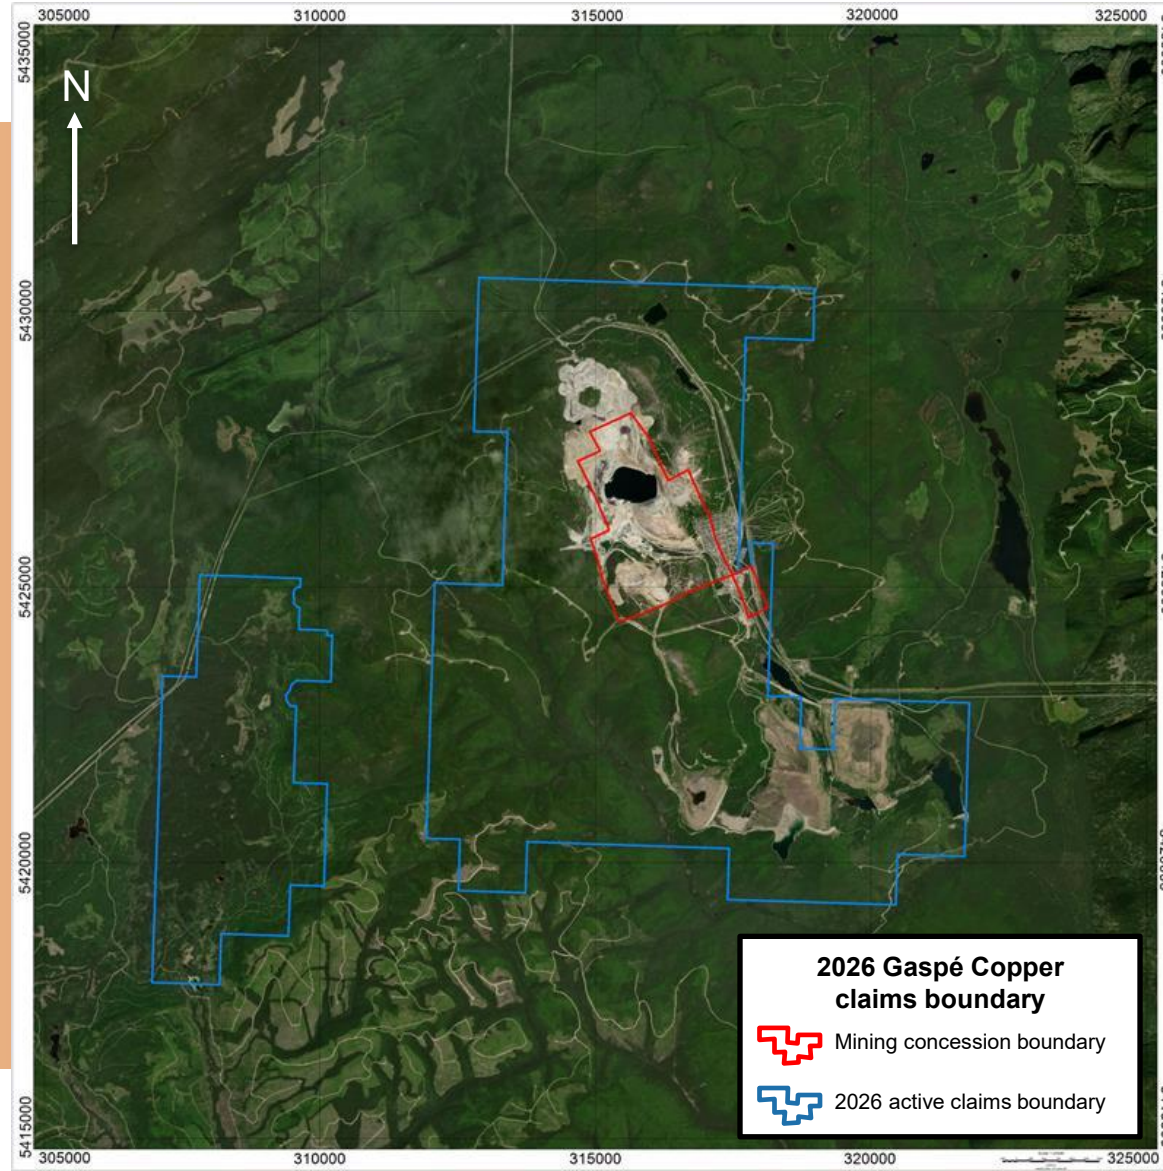 305000 310000 315000 320000 325000
5435000
N
5430000
5425000
5420000
5415000
2026 Gaspé Copper
claims boundary
Mining concession boundary
2026 active claims boundary
305000 310000 315000 320000 325000